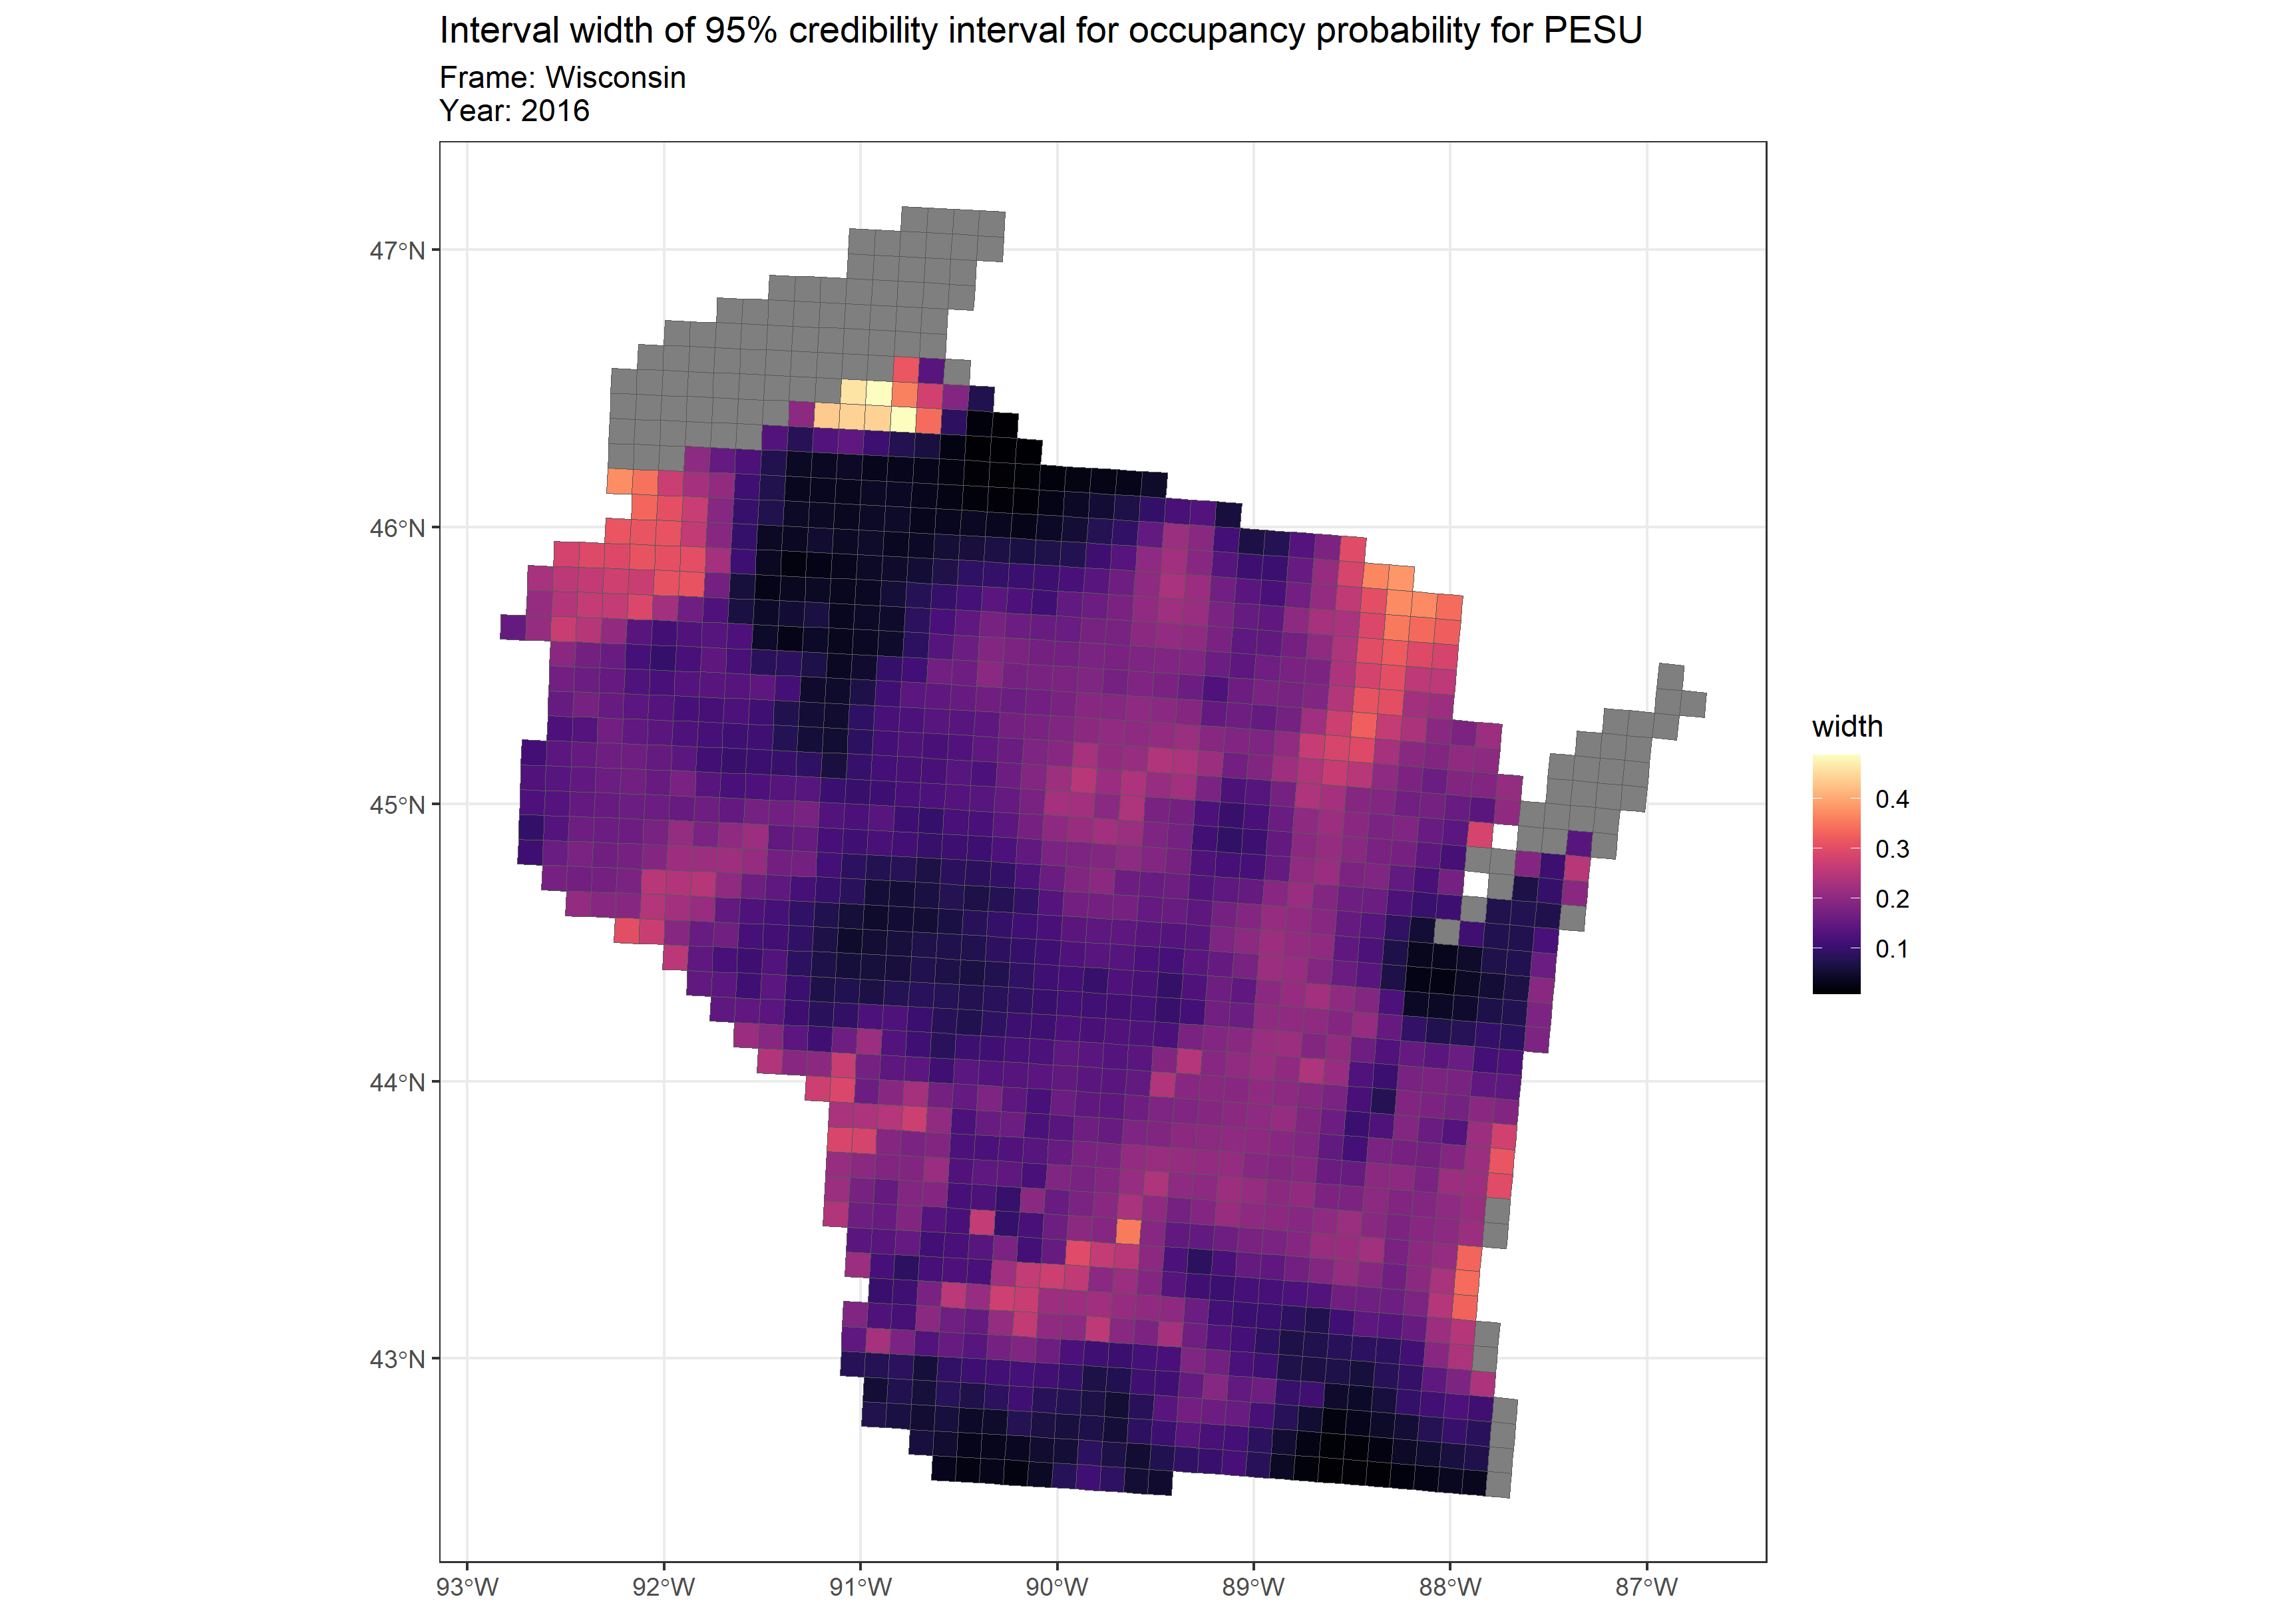 Interval width of 95% credibility interval for occupancy probability for PESU
Frame: Wisconsin
Year: 2016
47°N
46°N
45°N
44°N
43°N
93°W
92°W
91°W
90°W
89°W
88°W
87°W
width
0.4
0.3
0.2
0.1